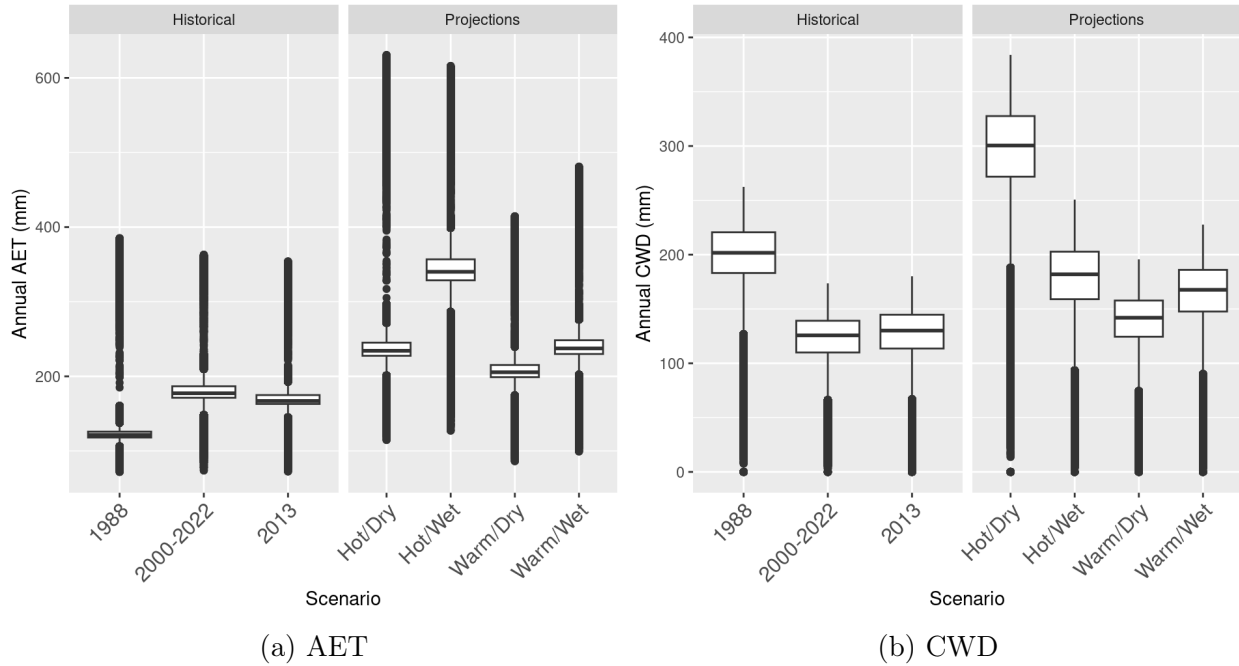 Historical
Projections
Annual AET (mm)
600
400
200
1988
2000-2022
2013
Hot/Dry
Hot/Wet
Warm/Dry
Warm/Wet
Scenario
(a) AET
Historical
Projections
Annual CWD (mm)
400
300
200
100
0
1988
2000-2022
2013
Hot/Dry
Hot/Wet
Warm/Dry
Warm/Wet
Scenario
(b) CWD